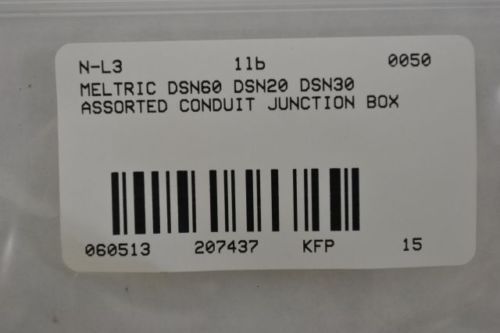 N-L3 1lb 0050
MELTRIC DSN60 DSN20 DSN30
ASSORTED CONDUIT JUNCTION BOX
060513 207437 KFP 15